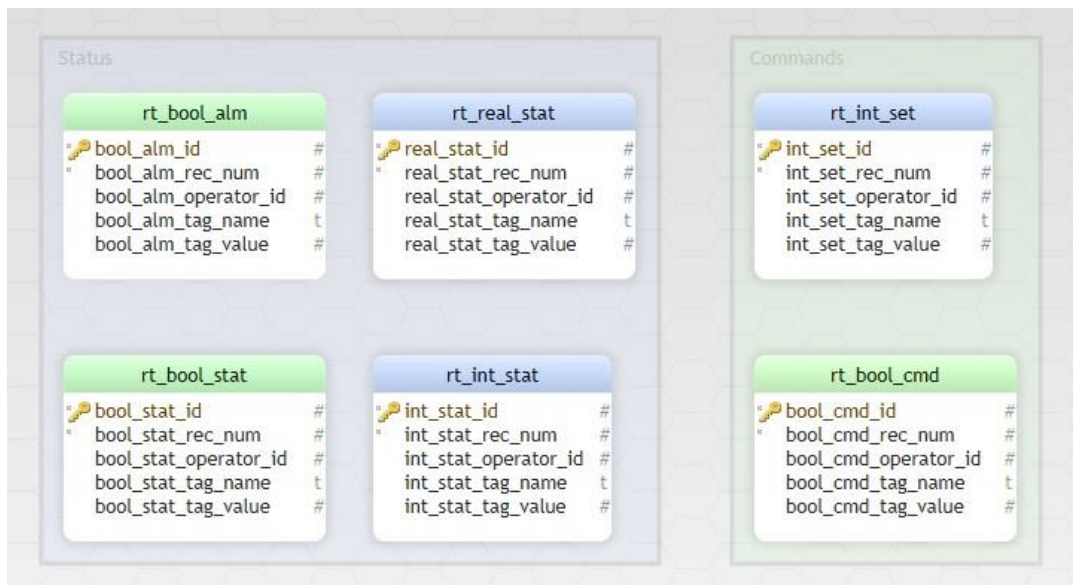 Status
rt_bool_alm
bool_alm_id #
bool_alm_rec_num #
bool_alm_operator_id #
bool_alm_tag_name t
bool_alm_tag_value #
rt_real_stat
real_stat_id #
real_stat_rec_num #
real_stat_operator_id #
real_stat_tag_name t
real_stat_tag_value #
rt_bool_stat
bool_stat_id #
bool_stat_rec_num #
bool_stat_operator_id #
bool_stat_tag_name t
bool_stat_tag_value #
rt_int_stat
int_stat_id #
int_stat_rec_num #
int_stat_operator_id #
int_stat_tag_name t
int_stat_tag_value #
Commands
rt_int_set
int_set_id #
int_set_rec_num #
int_set_operator_id #
int_set_tag_name t
int_set_tag_value #
rt_bool_cmd
bool_cmd_id #
bool_cmd_rec_num #
bool_cmd_operator_id #
bool_cmd_tag_name t
bool_cmd_tag_value #